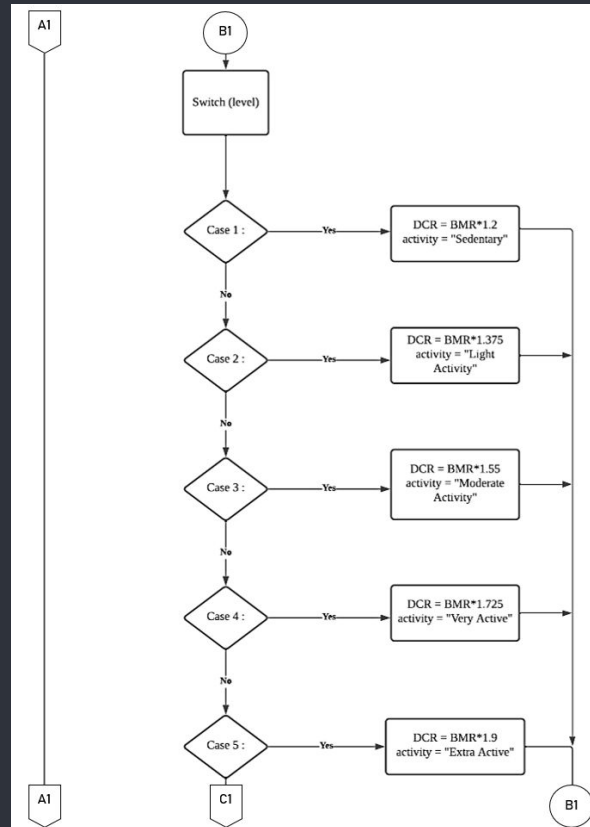 A1
B1
Switch (level)
Case 1 :
Yes
DCR = BMR*1.2
activity = "Sedentary"
No
Case 2 :
Yes
DCR = BMR*1.375
activity = "Light
Activity"
No
Case 3 :
Yes
DCR = BMR*1.55
activity = "Moderate
Activity"
No
Case 4 :
Yes
DCR = BMR*1.725
activity = "Very Active"
No
Case 5 :
Yes
DCR = BMR*1.9
activity = "Extra Active"
A1
C1
B1